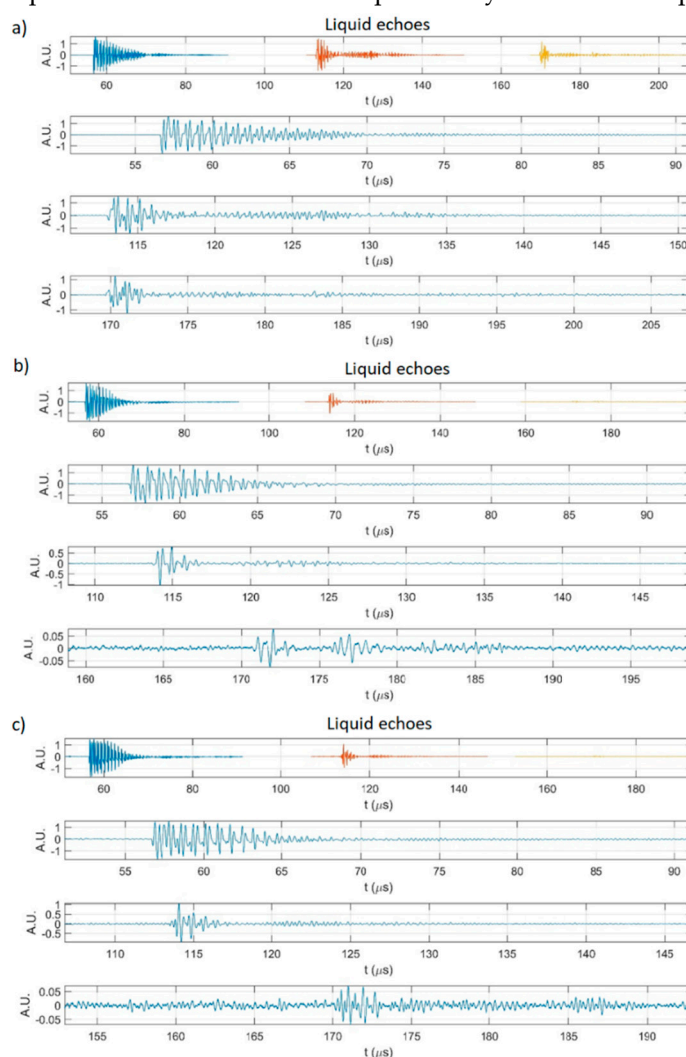 a)
Liquid echoes
A.U.
1
0
-1
60 80 100 120 140 160 180 200
t (μs)
A.U.
1
0
-1
55 60 65 70 75 80 85 90
t (μs)
A.U.
1
0
-1
115 120 125 130 135 140 145 150
t (μs)
A.U.
1
0
-1
170 175 180 185 190 195 200 205
t (μs)
b)
Liquid echoes
A.U.
1
0
-1
60 80 100 120 140 160 180
t (μs)
A.U.
1
0
-1
55 60 65 70 75 80 85 90
t (μs)
A.U.
0.5
0
-0.5
-1
110 115 120 125 130 135 140 145
t (μs)
A.U.
0.05
0
-0.05
160 165 170 175 180 185 190 195
t (μs)
c)
Liquid echoes
A.U.
1
0
-1
60 80 100 120 140 160 180
t (μs)
A.U.
1
0
-1
55 60 65 70 75 80 85 90
t (μs)
A.U.
1
0.5
0
-0.5
110 115 120 125 130 135 140 145
t (μs)
A.U.
0.05
0
-0.05
155 160 165 170 175 180 185 190
t (μs)